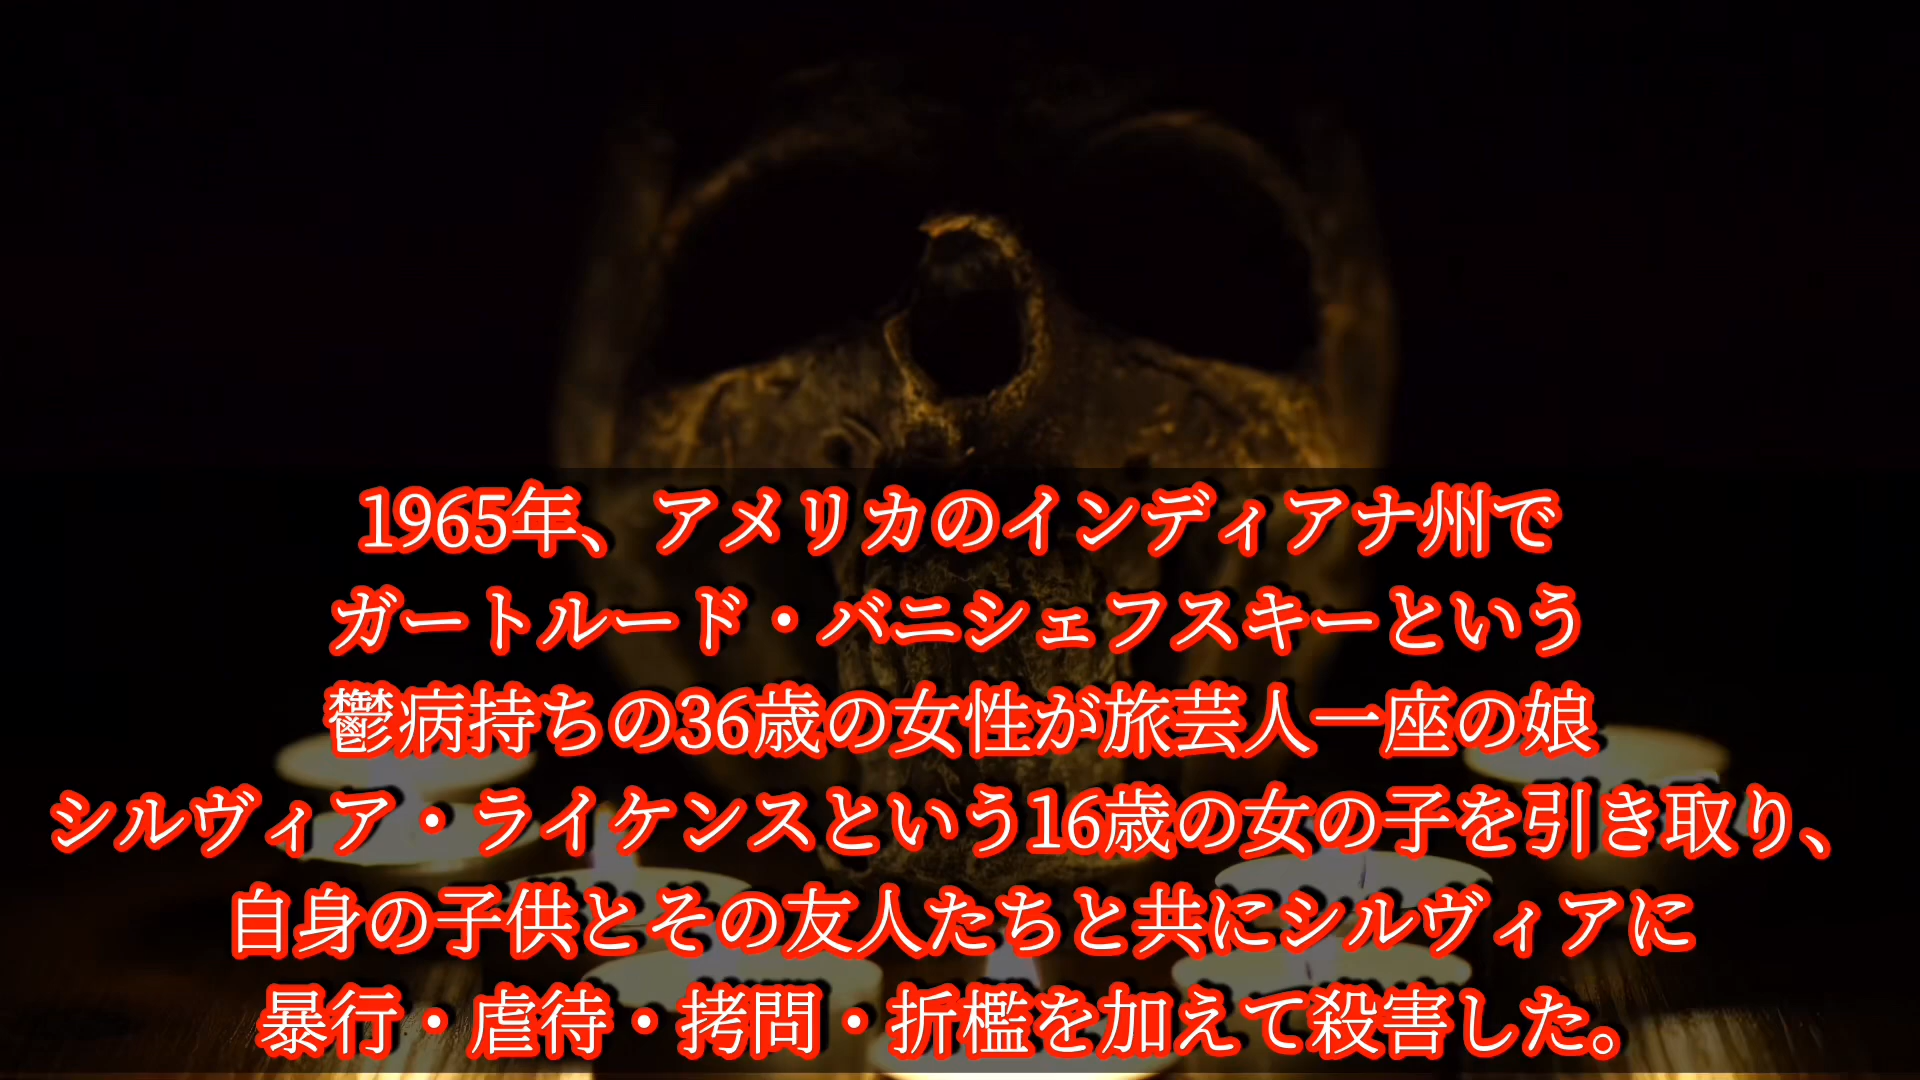 1965年、アメリカのインディアナ州で
ガートルード・バニシェフスキーという
鬱病持ちの36歳の女性が旅芸人一座の娘
シルヴィア・ライケンスという16歳の女の子を引き取り、
自身の子供とその友人たちと共にシルヴィアに
暴行・虐待・拷問・折檻を加えて殺害した。